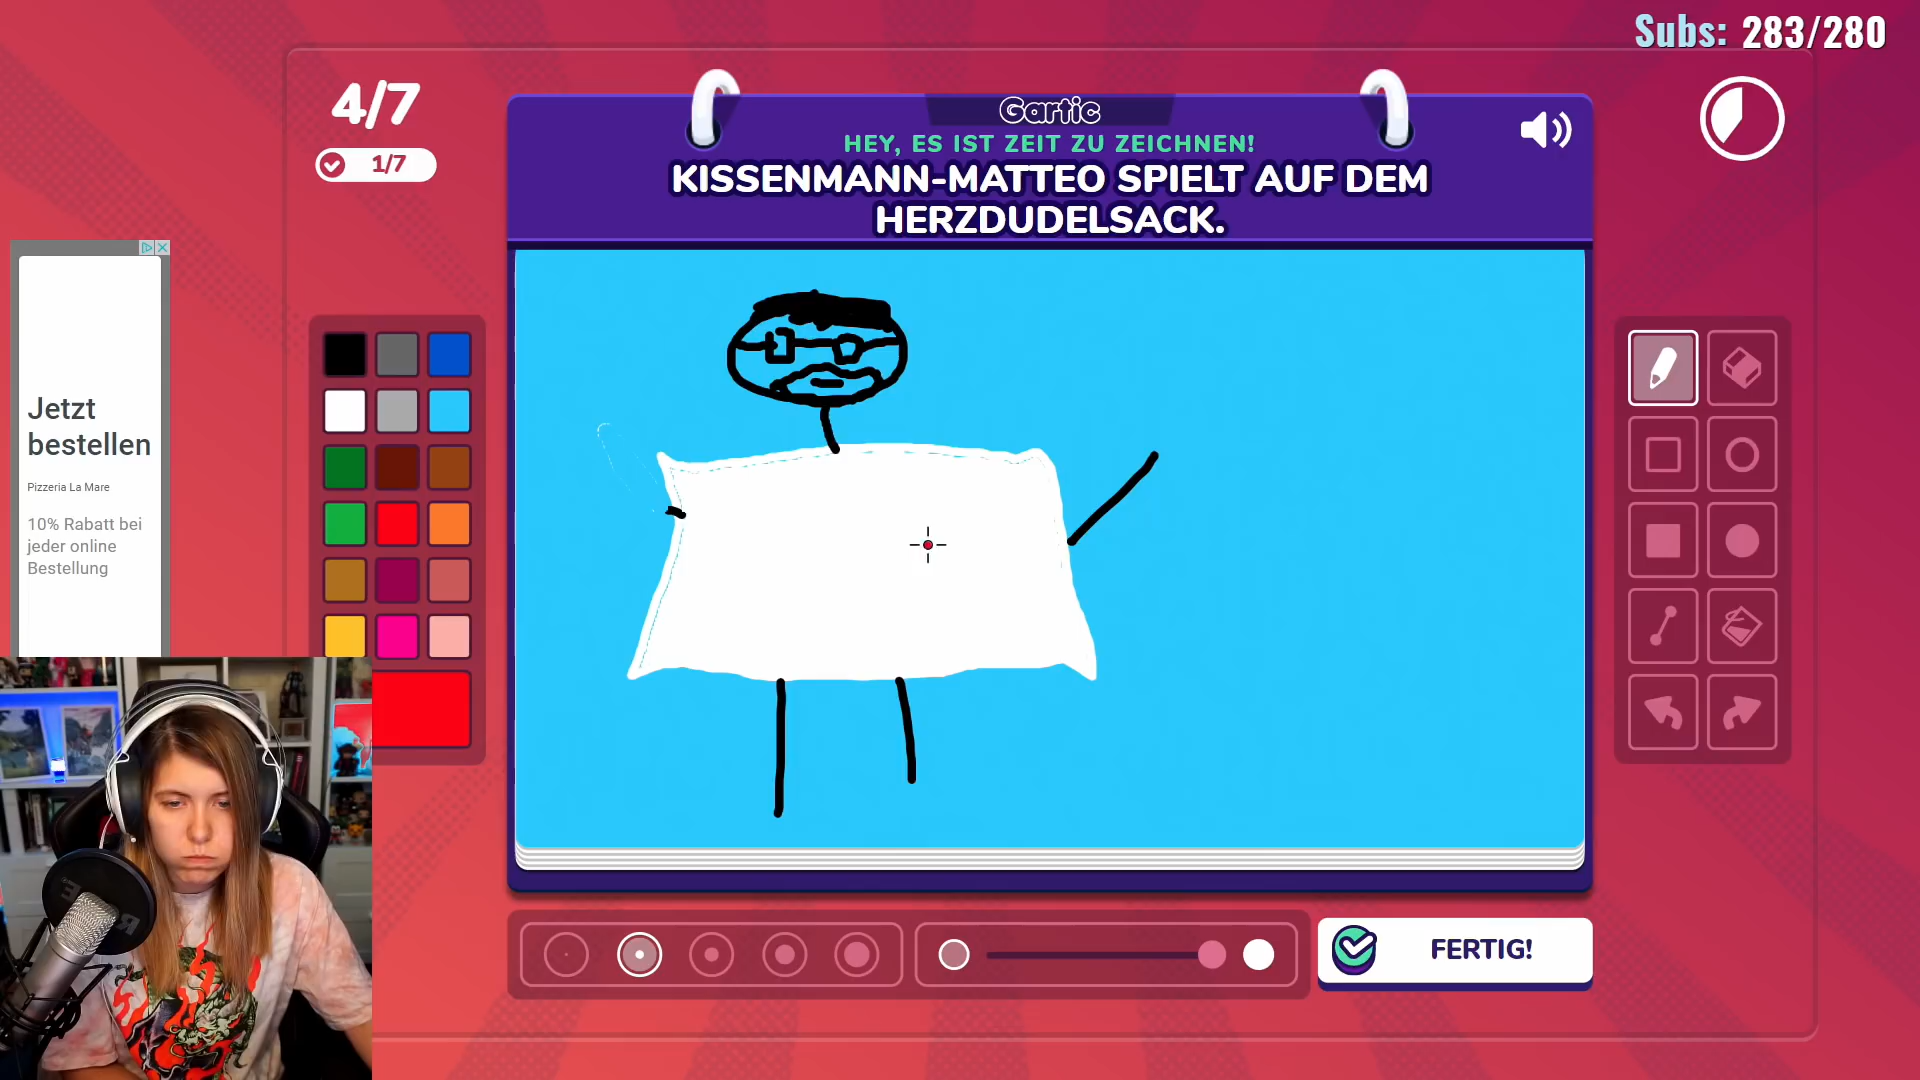 Subs: 283/280
4/7
1/7
Gartic
HEY, ES IST ZEIT ZU ZEICHNEN!
KISSENMANN-MATTEO SPIELT AUF DEM
HERZDUDELSACK.
Jetzt
bestellen
Pizzeria La Mare
10% Rabatt bei
jeder online
Bestellung
FERTIG!